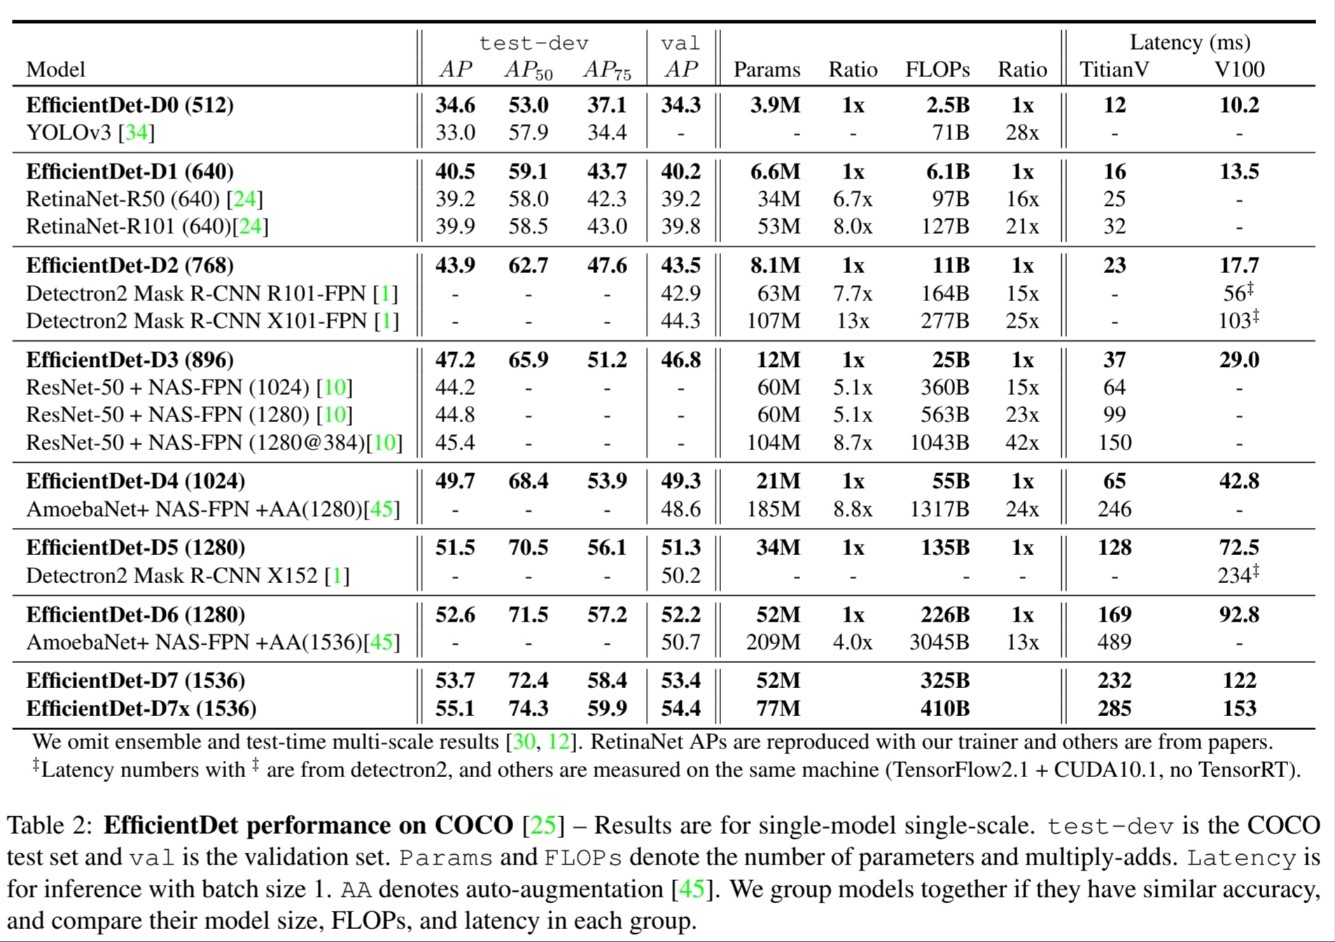 test-dev val Latency (ms)
Model AP AP50 AP75 AP Params Ratio FLOPs Ratio TitianV V100
EfficientDet-D0 (512) 34.6 53.0 37.1 34.3 3.9M 1x 2.5B 1x 12 10.2
YOLOv3 [34] 33.0 57.9 34.4 - - - 71B 28x - -
EfficientDet-D1 (640) 40.5 59.1 43.7 40.2 6.6M 1x 6.1B 1x 16 13.5
RetinaNet-R50 (640) [24] 39.2 58.0 42.3 39.2 34M 6.7x 97B 16x 25 -
RetinaNet-R101 (640)[24] 39.9 58.5 43.0 39.8 53M 8.0x 127B 21x 32 -
EfficientDet-D2 (768) 43.9 62.7 47.6 43.5 8.1M 1x 11B 1x 23 17.7
Detectron2 Mask R-CNN R101-FPN [1] - - - 42.9 63M 7.7x 164B 15x - 56‡
Detectron2 Mask R-CNN X101-FPN [1] - - - 44.3 107M 13x 277B 25x - 103‡
EfficientDet-D3 (896) 47.2 65.9 51.2 46.8 12M 1x 25B 1x 37 29.0
ResNet-50 + NAS-FPN (1024) [10] 44.2 - - - 60M 5.1x 360B 15x 64 -
ResNet-50 + NAS-FPN (1280) [10] 44.8 - - - 60M 5.1x 563B 23x 99 -
ResNet-50 + NAS-FPN (1280@384)[10] 45.4 - - - 104M 8.7x 1043B 42x 150 -
EfficientDet-D4 (1024) 49.7 68.4 53.9 49.3 21M 1x 55B 1x 65 42.8
AmoebaNet+ NAS-FPN +AA(1280)[45] - - - 48.6 185M 8.8x 1317B 24x 246 -
EfficientDet-D5 (1280) 51.5 70.5 56.1 51.3 34M 1x 135B 1x 128 72.5
Detectron2 Mask R-CNN X152 [1] - - - 50.2 - - - - - 234‡
EfficientDet-D6 (1280) 52.6 71.5 57.2 52.2 52M 1x 226B 1x 169 92.8
AmoebaNet+ NAS-FPN +AA(1536)[45] - - - 50.7 209M 4.0x 3045B 13x 489 -
EfficientDet-D7 (1536) 53.7 72.4 58.4 53.4 52M 325B 232 122
EfficientDet-D7x (1536) 55.1 74.3 59.9 54.4 77M 410B 285 153
We omit ensemble and test-time multi-scale results [30, 12]. RetinaNet APs are reproduced with our trainer and others are from papers.
‡Latency numbers with ‡ are from detectron2, and others are measured on the same machine (TensorFlow2.1 + CUDA10.1, no TensorRT).
Table 2: EfficientDet performance on COCO [25] – Results are for single-model single-scale. test-dev is the COCO
test set and val is the validation set. Params and FLOPs denote the number of parameters and multiply-adds. Latency is
for inference with batch size 1. AA denotes auto-augmentation [45]. We group models together if they have similar accuracy,
and compare their model size, FLOPs, and latency in each group.